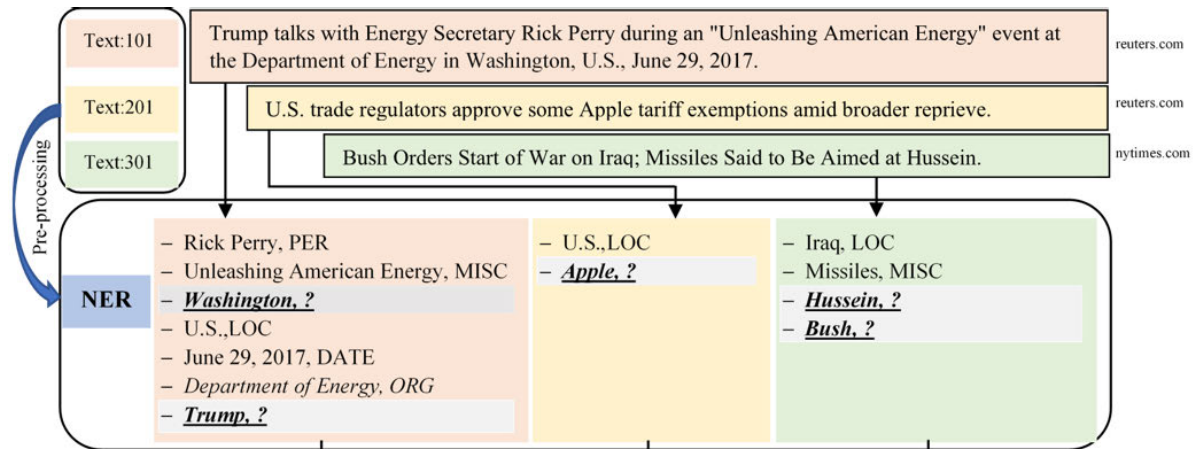 Text:101
Trump talks with Energy Secretary Rick Perry during an "Unleashing American Energy" event at
the Department of Energy in Washington, U.S., June 29, 2017.
reuters.com
Text:201
U.S. trade regulators approve some Apple tariff exemptions amid broader reprieve.
reuters.com
Text:301
Bush Orders Start of War on Iraq; Missiles Said to Be Aimed at Hussein.
nytimes.com
Pre-processing
NER
– Rick Perry, PER
– Unleashing American Energy, MISC
– Washington, ?
– U.S.,LOC
– June 29, 2017, DATE
– Department of Energy, ORG
– Trump, ?
– U.S.,LOC
– Apple, ?
– Iraq, LOC
– Missiles, MISC
– Hussein, ?
– Bush, ?